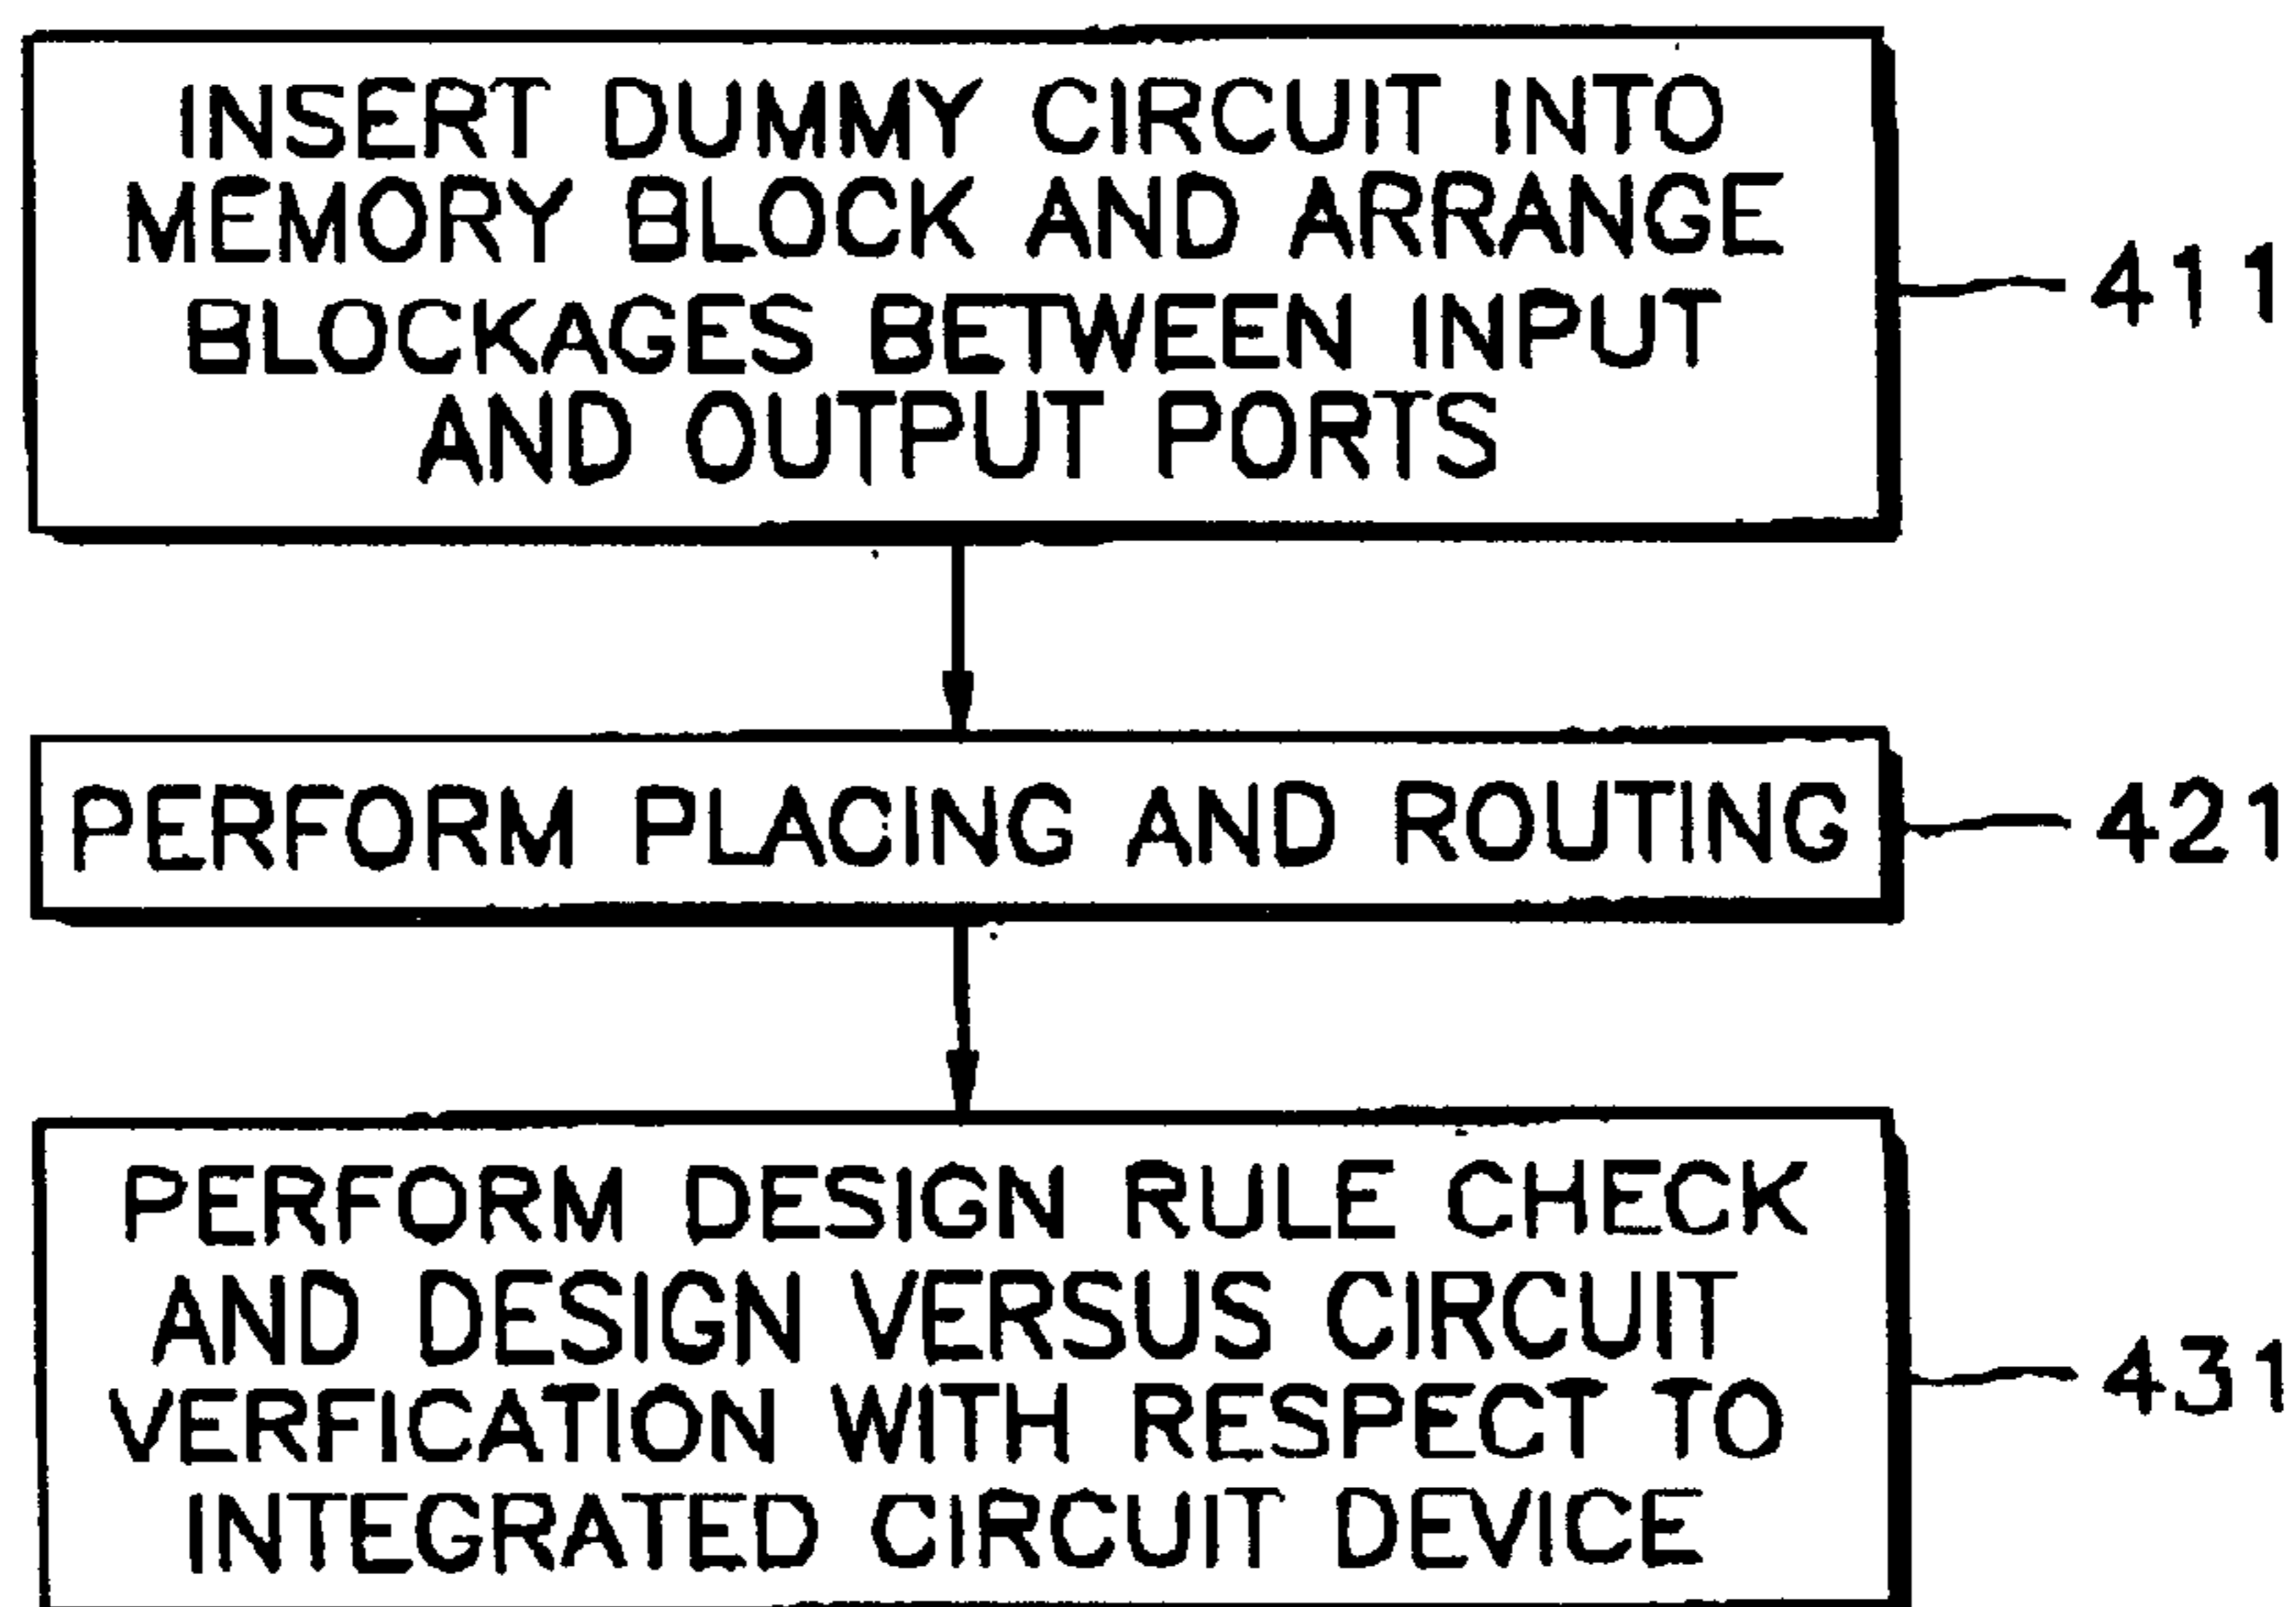 INSERT DUMMY CIRCUIT INTO
MEMORY BLOCK AND ARRANGE
BLOCKAGES BETWEEN INPUT
AND OUTPUT PORTS
411
PERFORM PLACING AND ROUTING
421
PERFORM DESIGN RULE CHECK
AND DESIGN VERSUS CIRCUIT
VERFICATION WITH RESPECT TO
INTEGRATED CIRCUIT DEVICE
431